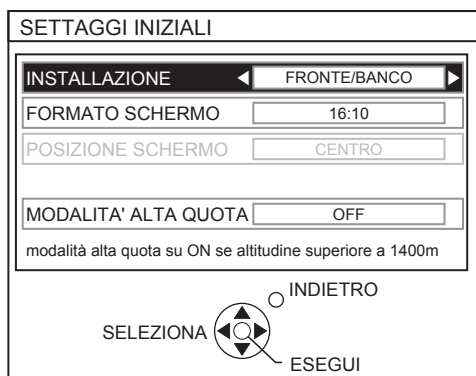 SETTAGGI INIZIALI
INSTALLAZIONE FRONTE/BANCO
FORMATO SCHERMO 16:10
POSIZIONE SCHERMO CENTRO
MODALITA' ALTA QUOTA OFF
modalità alta quota su ON se altitudine superiore a 1400m
INDIETRO
SELEZIONA
ESEGUI